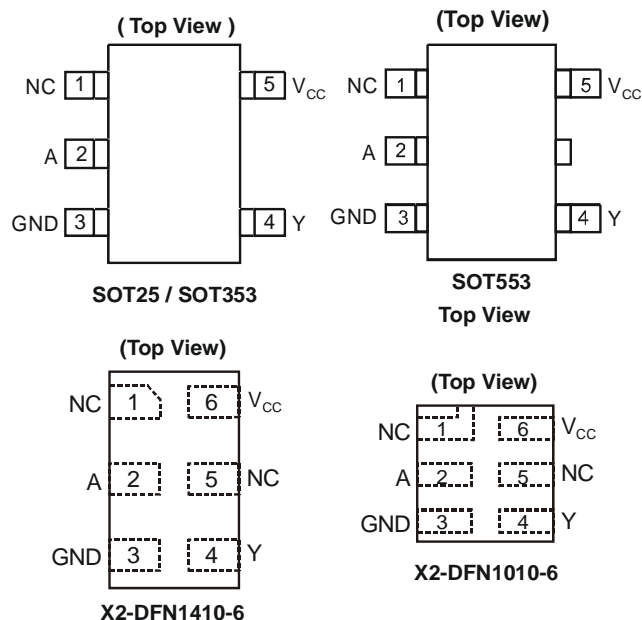 ( Top View )
NC 1 5 VCC
A 2
GND 3 4 Y
SOT25 / SOT353
(Top View)
NC 1 5 VCC
A 2
GND 3 4 Y
SOT553
Top View
(Top View)
NC 1 6 VCC
A 2 5 NC
GND 3 4 Y
X2-DFN1410-6
(Top View)
NC 1 6 VCC
A 2 5 NC
GND 3 4 Y
X2-DFN1010-6